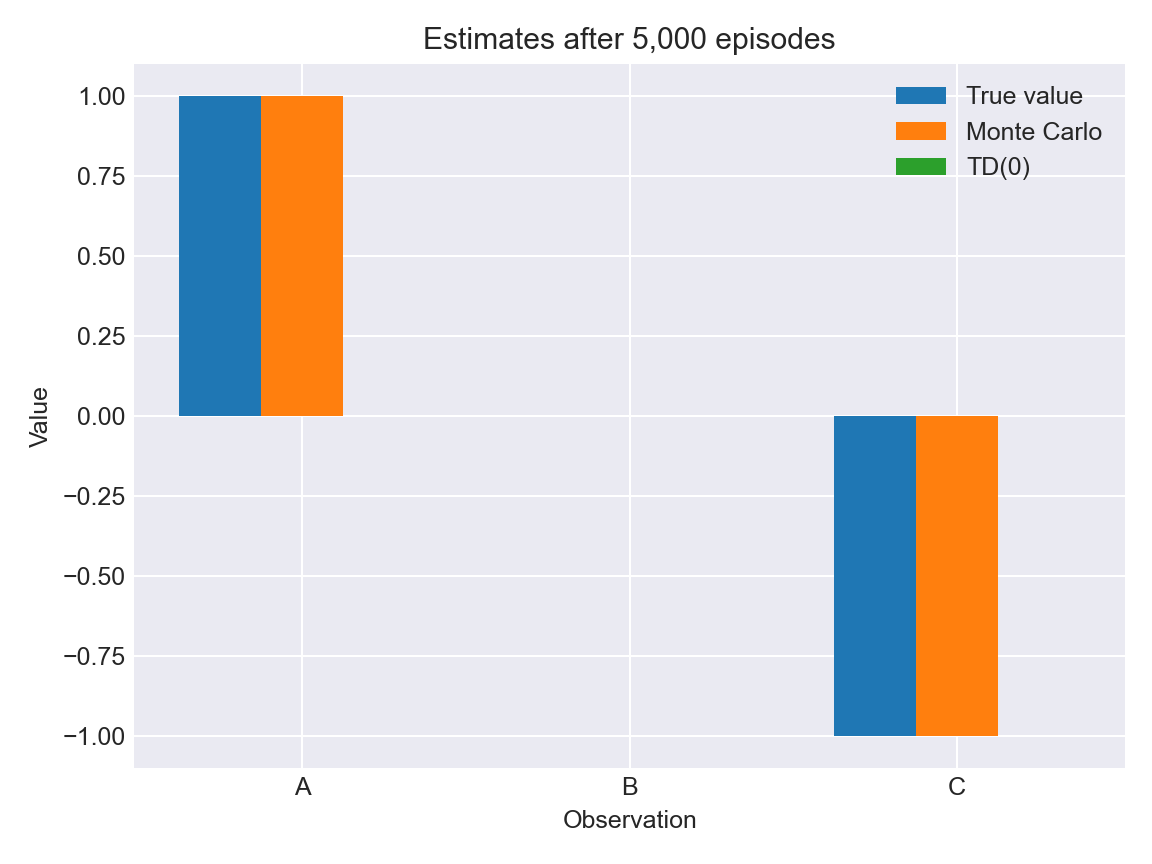 Estimates after 5,000 episodes
True value
Monte Carlo
TD(0)
1.00
0.75
0.50
0.25
0.00
−0.25
−0.50
−0.75
−1.00
Value
A
B
C
Observation